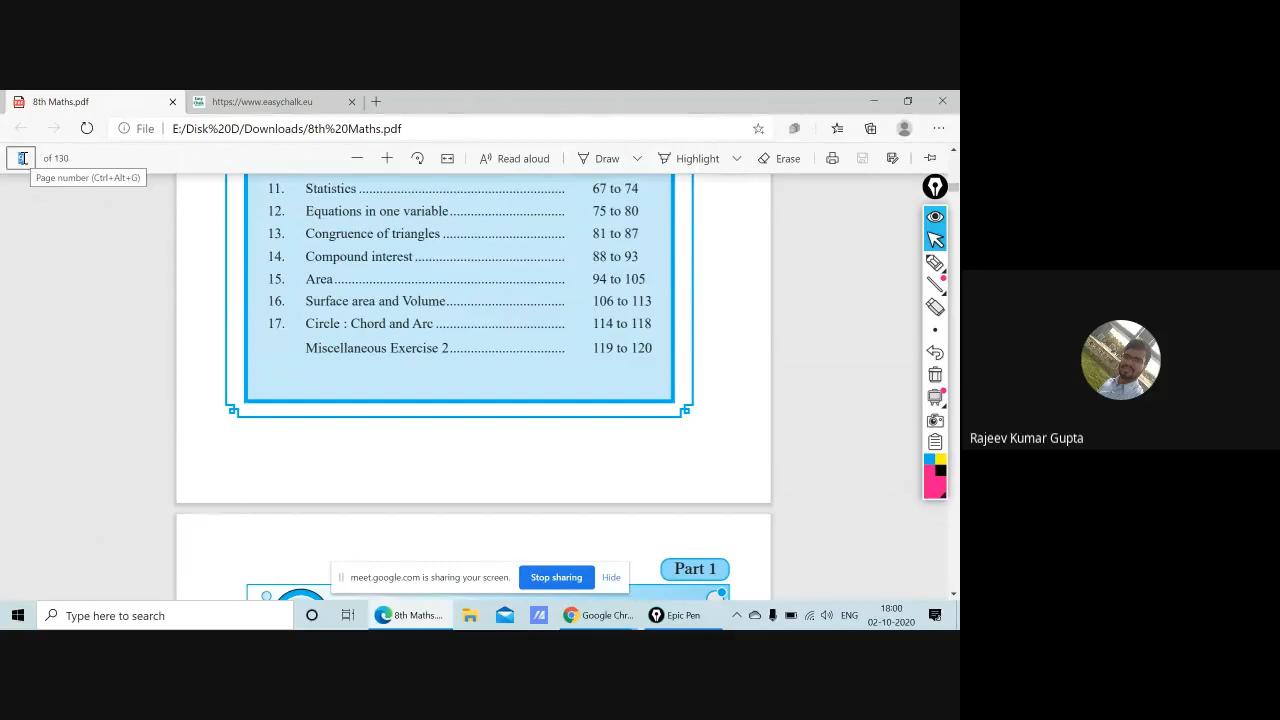 8th Maths.pdf
https://www.easychalk.eu
File
E:/Disk%20D/Downloads/8th%20Maths.pdf
of 130
Read aloud
Draw
Highlight
Erase
Page number (Ctrl+Alt+G)
11. Statistics ........................................................ 67 to 74
12. Equations in one variable............................... 75 to 80
13. Congruence of triangles ................................. 81 to 87
14. Compound interest ........................................ 88 to 93
15. Area............................................................... 94 to 105
16. Surface area and Volume................................ 106 to 113
17. Circle : Chord and Arc ................................... 114 to 118
Miscellaneous Exercise 2............................... 119 to 120
Part 1
meet.google.com is sharing your screen.
Stop sharing
Hide
Rajeev Kumar Gupta
Type here to search
8th Maths....
Google Chr...
Epic Pen
ENG
18:00
02-10-2020